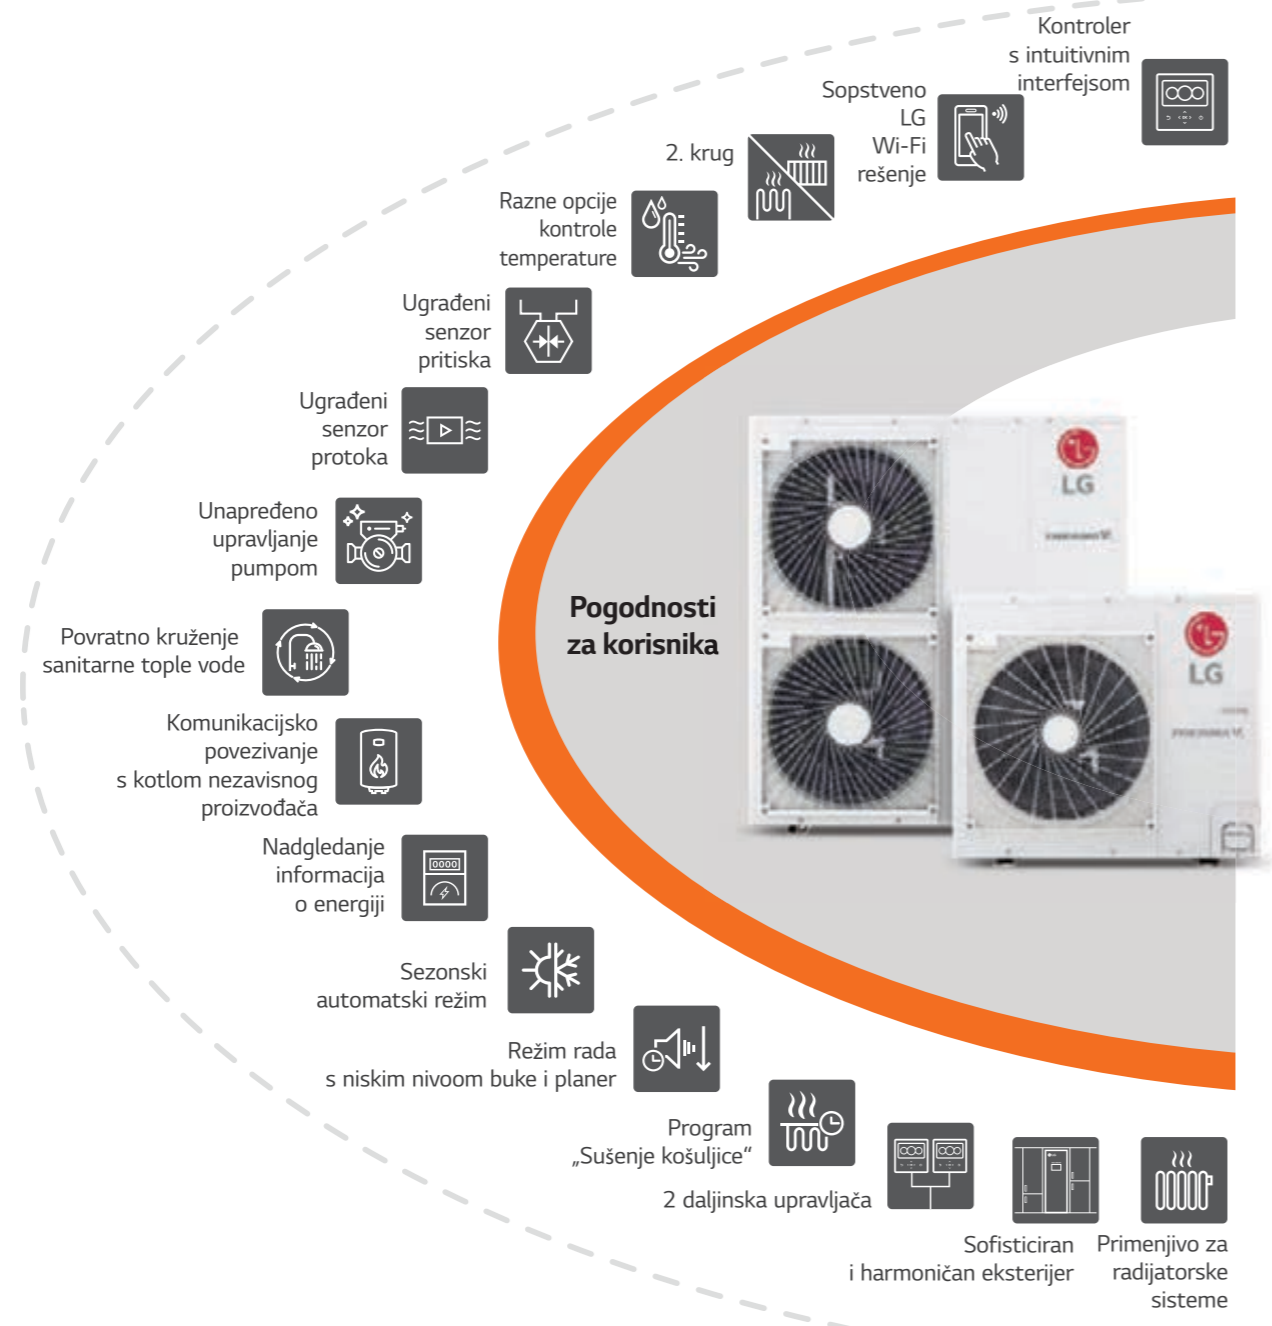 Kontroler
s intuitivnim
interfejsom
Sopstveno
LG
Wi-Fi
rešenje
2. krug
Razne opcije
kontrole
temperature
Ugrađeni
senzor
pritiska
Ugrađeni
senzor
protoka
Unapređeno
upravljanje
pumpom
Povratno kruženje
sanitarne tople vode
Komunikacijsko
povezivanje
s kotlom nezavisnog
proizvođača
Nadgledanje
informacija
o energiji
Sezonski
automatski režim
Režim rada
s niskim nivoom buke i planer
Program
„Sušenje košuljice“
2 daljinska upravljača
Sofisticiran
i harmoničan eksterijer
Primenjivo za
radijatorske
sisteme
Pogodnosti
za korisnika
LG
LG